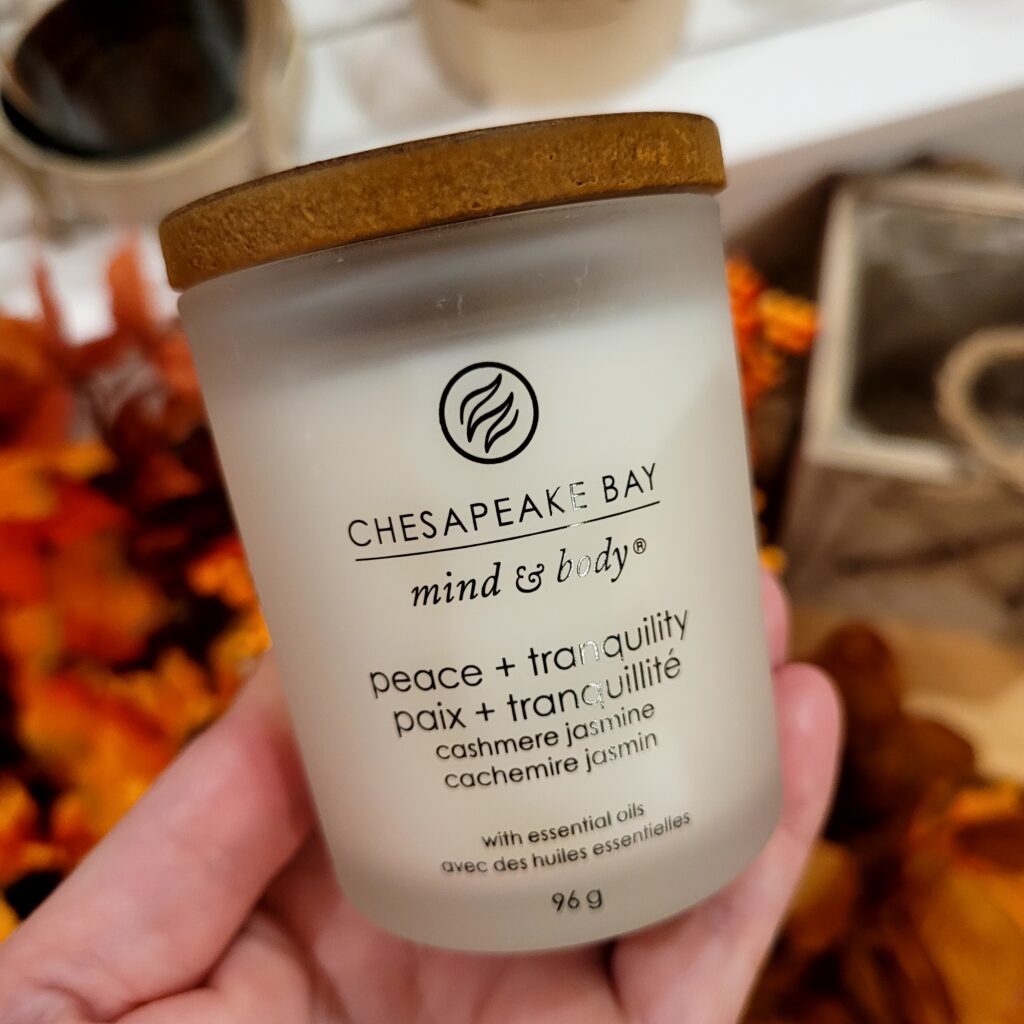 CHESAPEAKE BAY
mind & body®
peace + tranquility
paix + tranquillité
cashmere jasmine
cachemire jasmin
with essential oils
avec des huiles essentielles
96 g